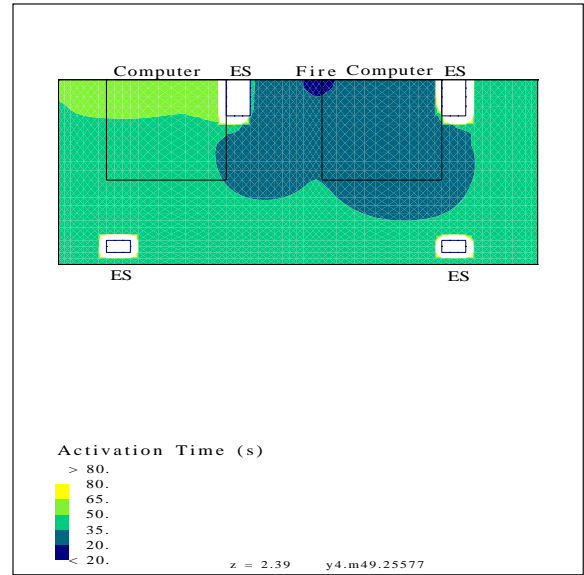 Computer ES Fire Computer ES
ES ES
Activation Time (s)
> 80.
80.
65.
50.
35.
20.
< 20.
z = 2.39 y4.m49.25577